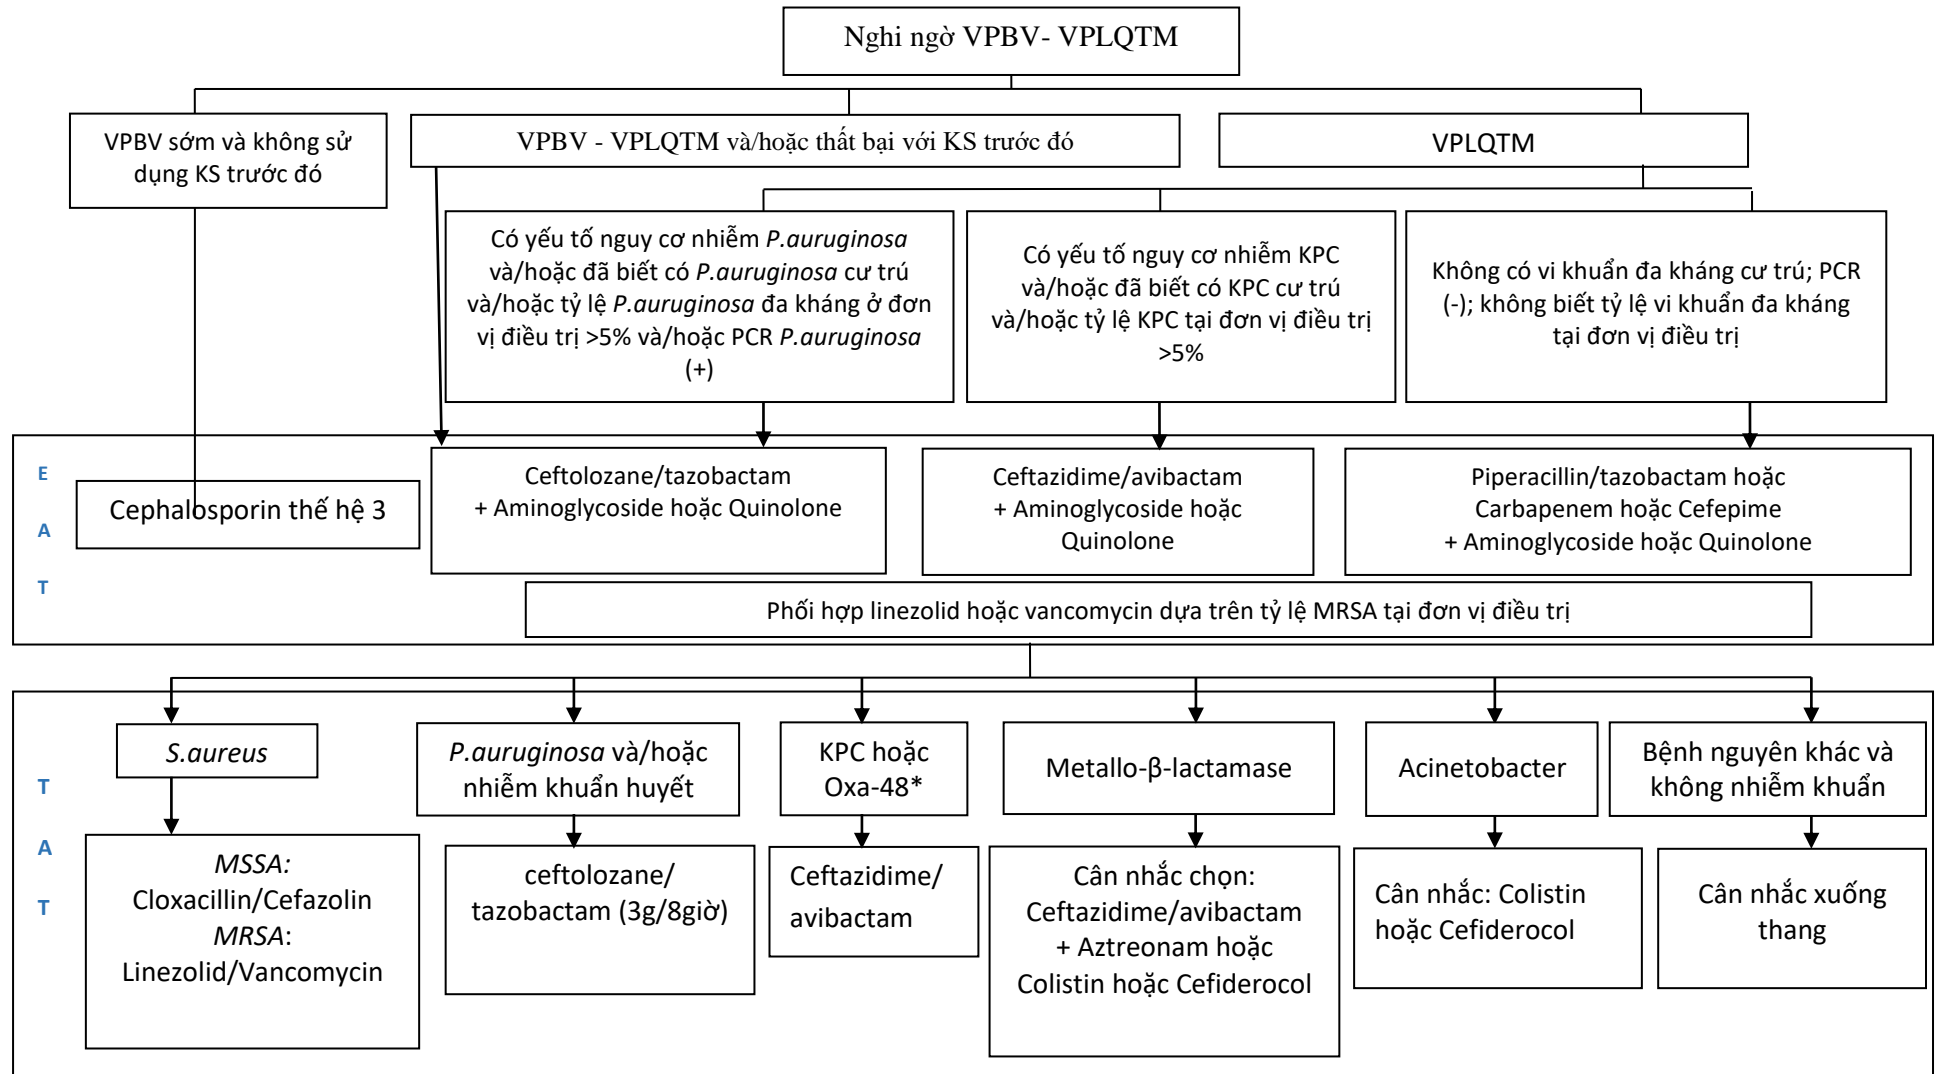 Nghi ngờ VPBV- VPLQTM
VPBV sớm và không sử
dụng KS trước đó
VPBV - VPLQTM và/hoặc thất bại với KS trước đó
VPLQTM
Có yếu tố nguy cơ nhiễm P.auruginosa
và/hoặc đã biết có P.auruginosa cư trú
và/hoặc tỷ lệ P.auruginosa đa kháng ở đơn
vị điều trị >5% và/hoặc PCR P.auruginosa
(+)
Có yếu tố nguy cơ nhiễm KPC
và/hoặc đã biết có KPC cư trú
và/hoặc tỷ lệ KPC tại đơn vị điều trị
>5%
Không có vi khuẩn đa kháng cư trú; PCR
(-); không biết tỷ lệ vi khuẩn đa kháng
tại đơn vị điều trị
E
A
T
Cephalosporin thế hệ 3
Ceftolozane/tazobactam
+ Aminoglycoside hoặc Quinolone
Ceftazidime/avibactam
+ Aminoglycoside hoặc
Quinolone
Piperacillin/tazobactam hoặc
Carbapenem hoặc Cefepime
+ Aminoglycoside hoặc Quinolone
Phối hợp linezolid hoặc vancomycin dựa trên tỷ lệ MRSA tại đơn vị điều trị
T
A
T
S.aureus
P.auruginosa và/hoặc
nhiễm khuẩn huyết
KPC hoặc
Oxa-48*
Metallo-β-lactamase
Acinetobacter
Bệnh nguyên khác và
không nhiễm khuẩn
MSSA:
Cloxacillin/Cefazolin
MRSA:
Linezolid/Vancomycin
ceftolozane/
tazobactam (3g/8giờ)
Ceftazidime/
avibactam
Cân nhắc chọn:
Ceftazidime/avibactam
+ Aztreonam hoặc
Colistin hoặc Cefiderocol
Cân nhắc: Colistin
hoặc Cefiderocol
Cân nhắc xuống
thang